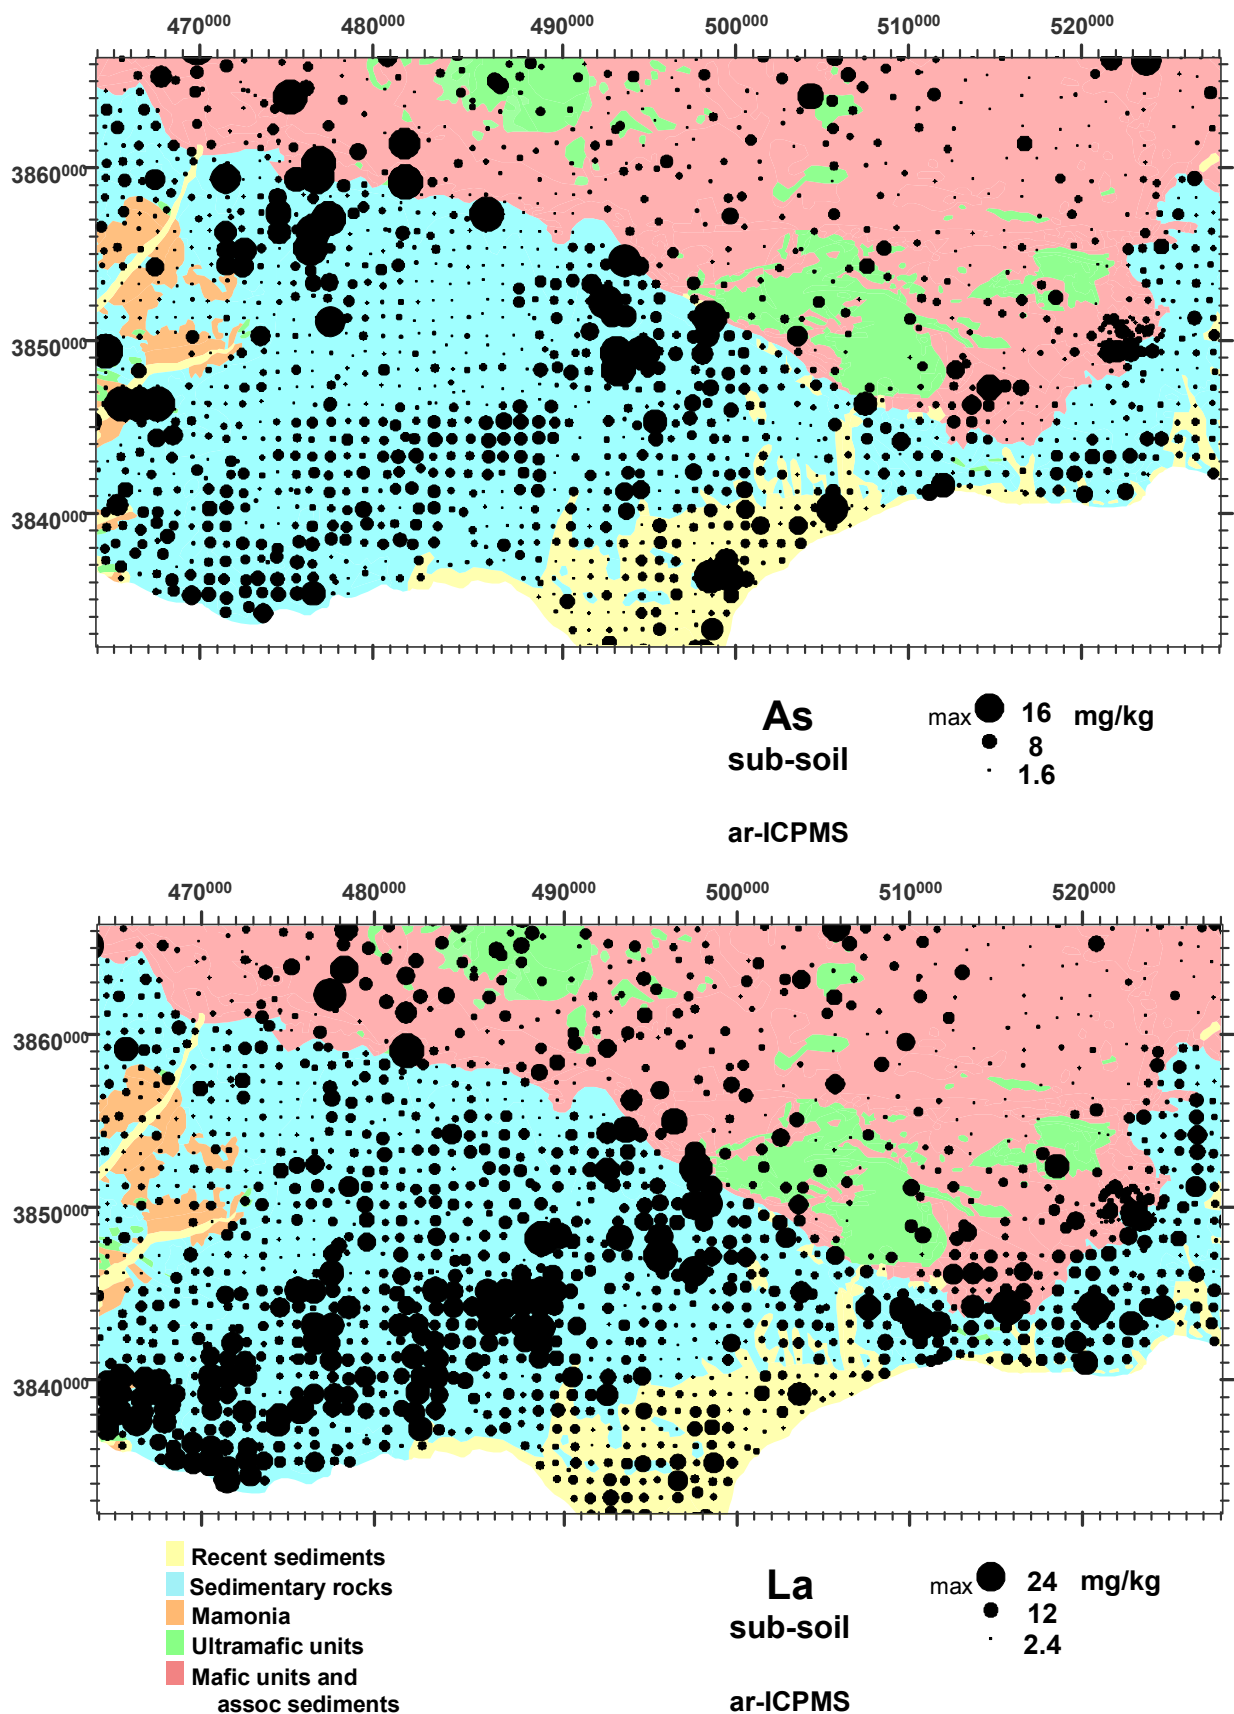 470000 480000 490000 500000 510000 520000
3860000
3850000
3840000
As
sub-soil
ar-ICPMS
max 16 mg/kg
8
1.6
470000 480000 490000 500000 510000 520000
3860000
3850000
3840000
Recent sediments
Sedimentary rocks
Mamonia
Ultramafic units
Mafic units and
assoc sediments
La
sub-soil
ar-ICPMS
max 24 mg/kg
12
2.4